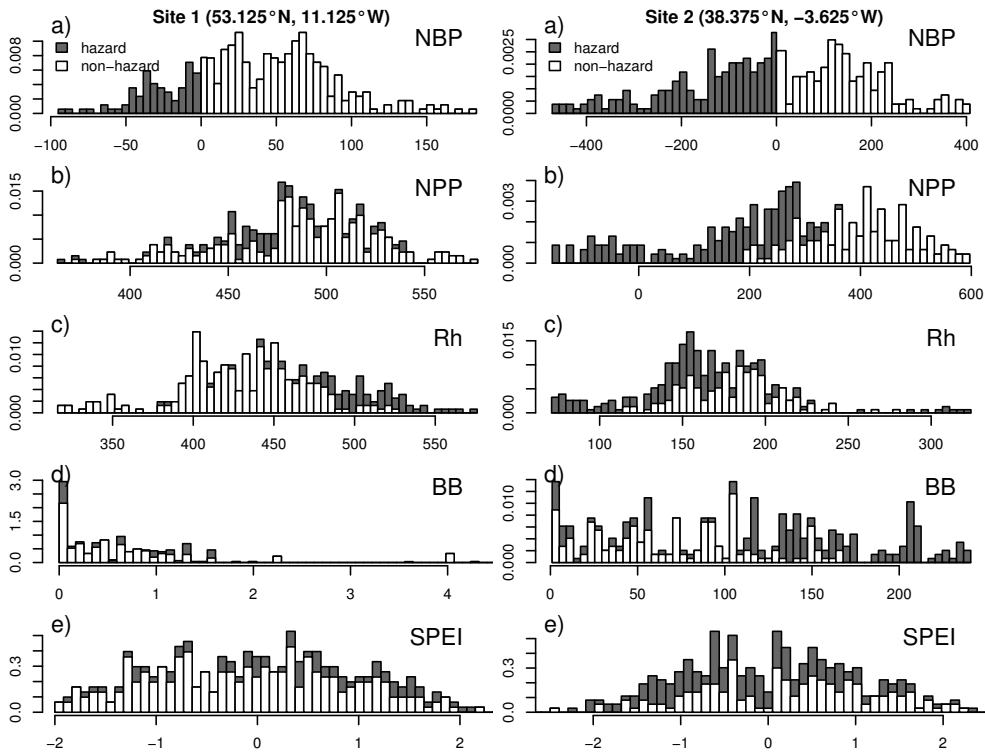 Site 1 (53.125°N, 11.125°W)
a)
NBP
hazard
non−hazard
0.000
0.008
−100 −50 0 50 100 150
b)
NPP
0.000
0.015
400 450 500 550
c)
Rh
0.000
0.010
350 400 450 500 550
d)
BB
0.0
1.5
3.0
0 1 2 3 4
e)
SPEI
0.0
0.3
−2 −1 0 1 2
Site 2 (38.375°N, −3.625°W)
a)
NBP
hazard
non−hazard
0.0000
0.0025
−400 −200 0 200 400
b)
NPP
0.000
0.003
0 200 400 600
c)
Rh
0.000
0.015
100 150 200 250 300
d)
BB
0.000
0.010
0 50 100 150 200
e)
SPEI
0.0
0.3
−2 −1 0 1 2